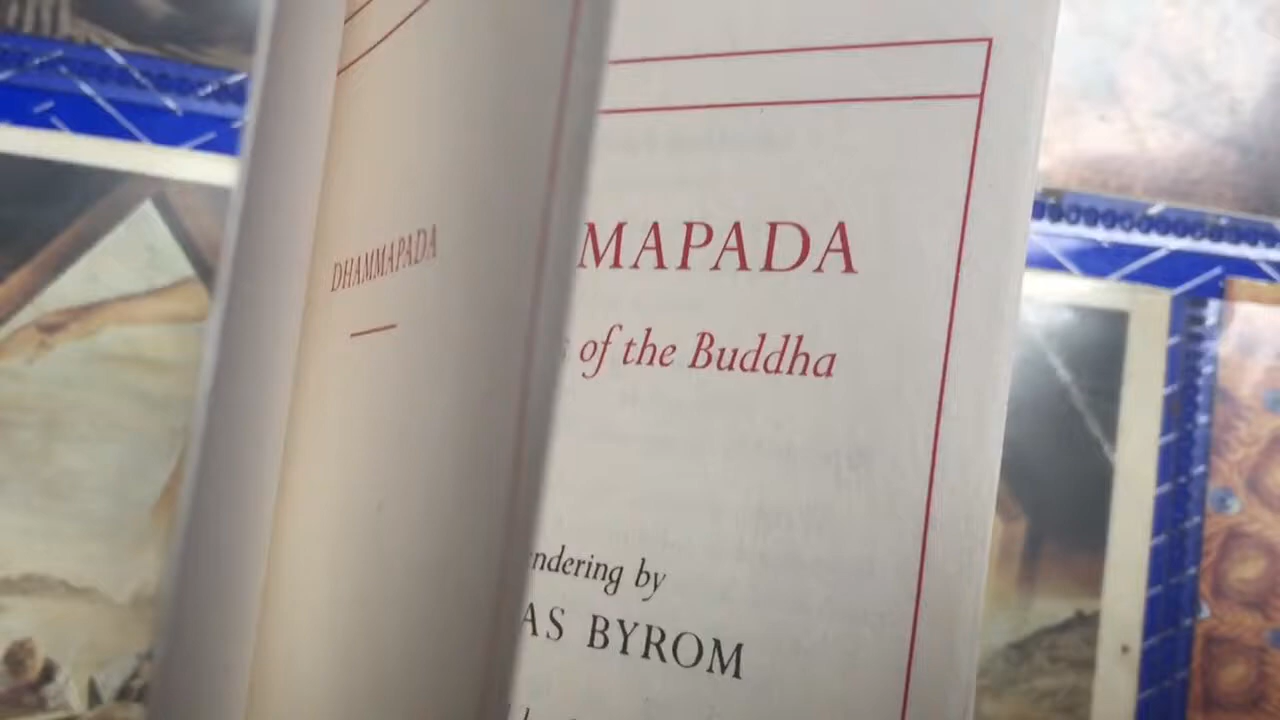 DHAMMAPADA
MAPADA
of the Buddha
ndering by
AS BYROM